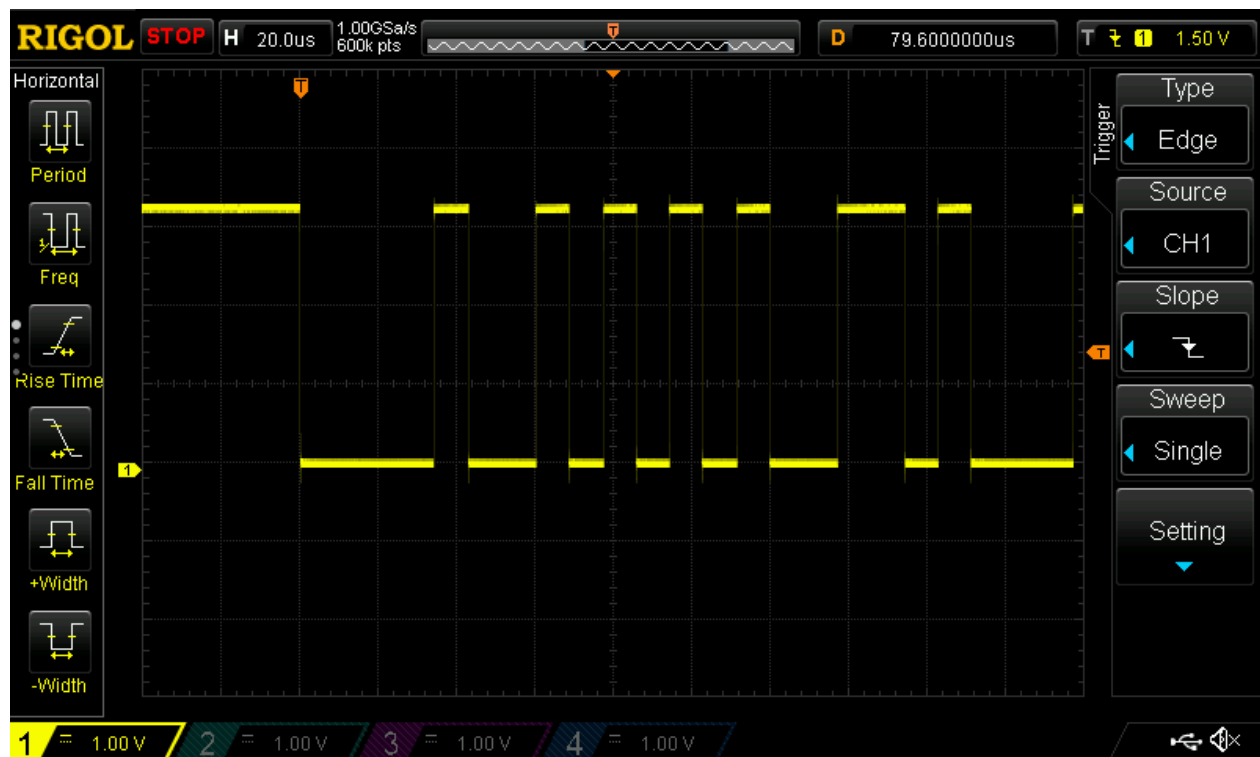 RIGOL STOP H 20.0us 1.00GSa/s
600k pts
T
D 79.6000000us T 1 1.50 V
Horizontal
Period
Freq
Rise Time
Fall Time
+Width
-Width
T
1
T
Trigger
Type
Edge
Source
CH1
Slope
Sweep
Single
Setting
1 1.00 V 2 1.00 V 3 1.00 V 4 1.00 V